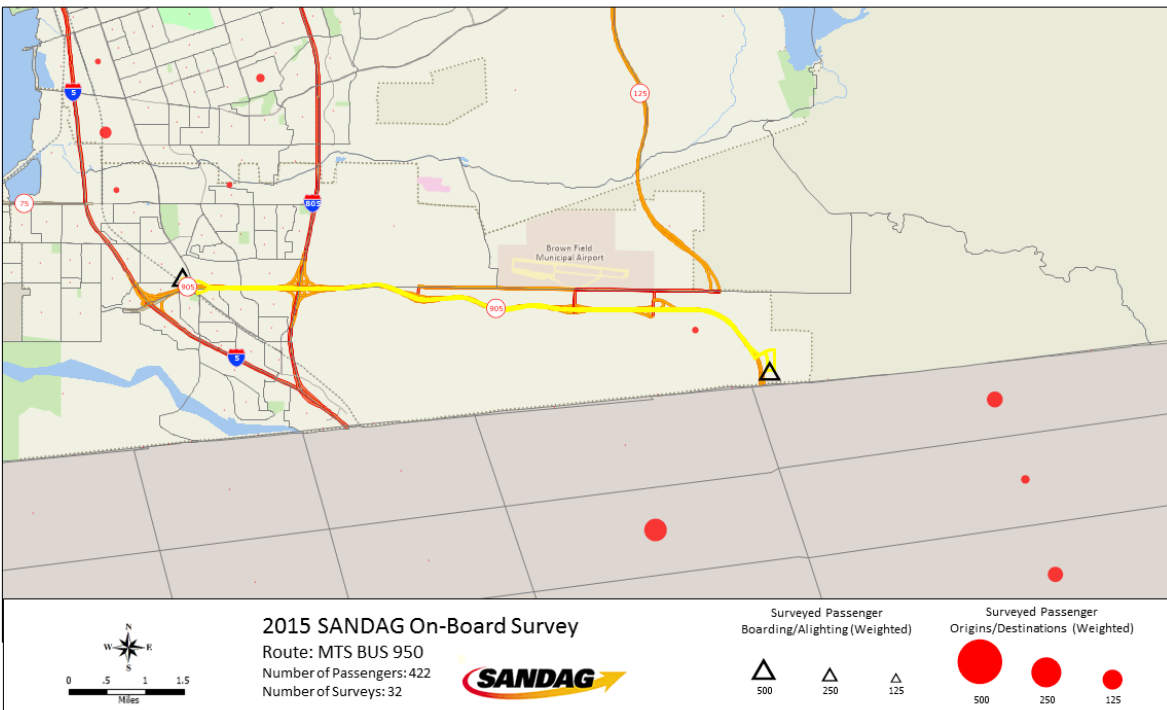 5
125
75
805
Brown Field
Municipal Airport
905
905
5
N
W E
S
0 .5 1 1.5
Miles
2015 SANDAG On-Board Survey
Route: MTS BUS 950
Number of Passengers: 422
Number of Surveys: 32
SANDAG
Surveyed Passenger
Boarding/Alighting (Weighted)
500 250 125
Surveyed Passenger
Origins/Destinations (Weighted)
500 250 125